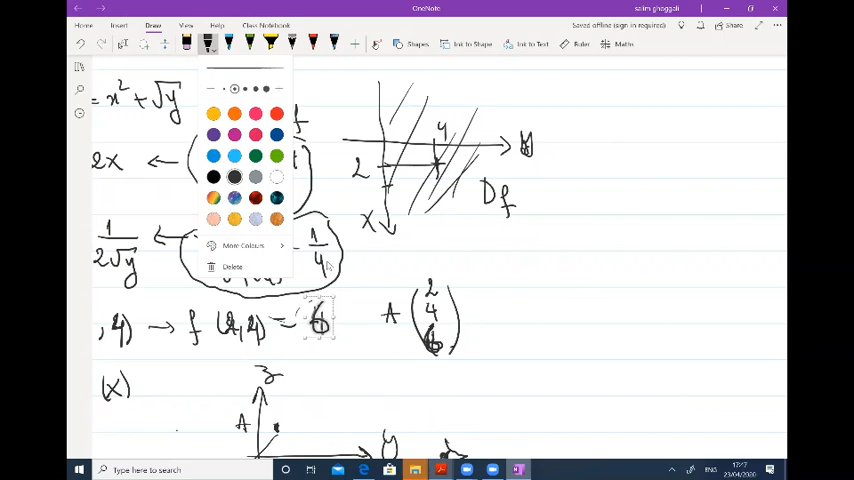 OneNote
salim ghoggali
Home Insert Draw View Help Class Notebook
Saved offline (sign in required) Share
Shapes Ink to Shape Ink to Text Ruler Maths
= x² + √y
f
4
2x ←
2
Df
X
1/(2√y) ←
1/4
More Colours
Delete
, 4) → f (2,4) = 6
A (2 4 6)
(x)
z
A
y
Type here to search
ENG
17:17
23/04/2020